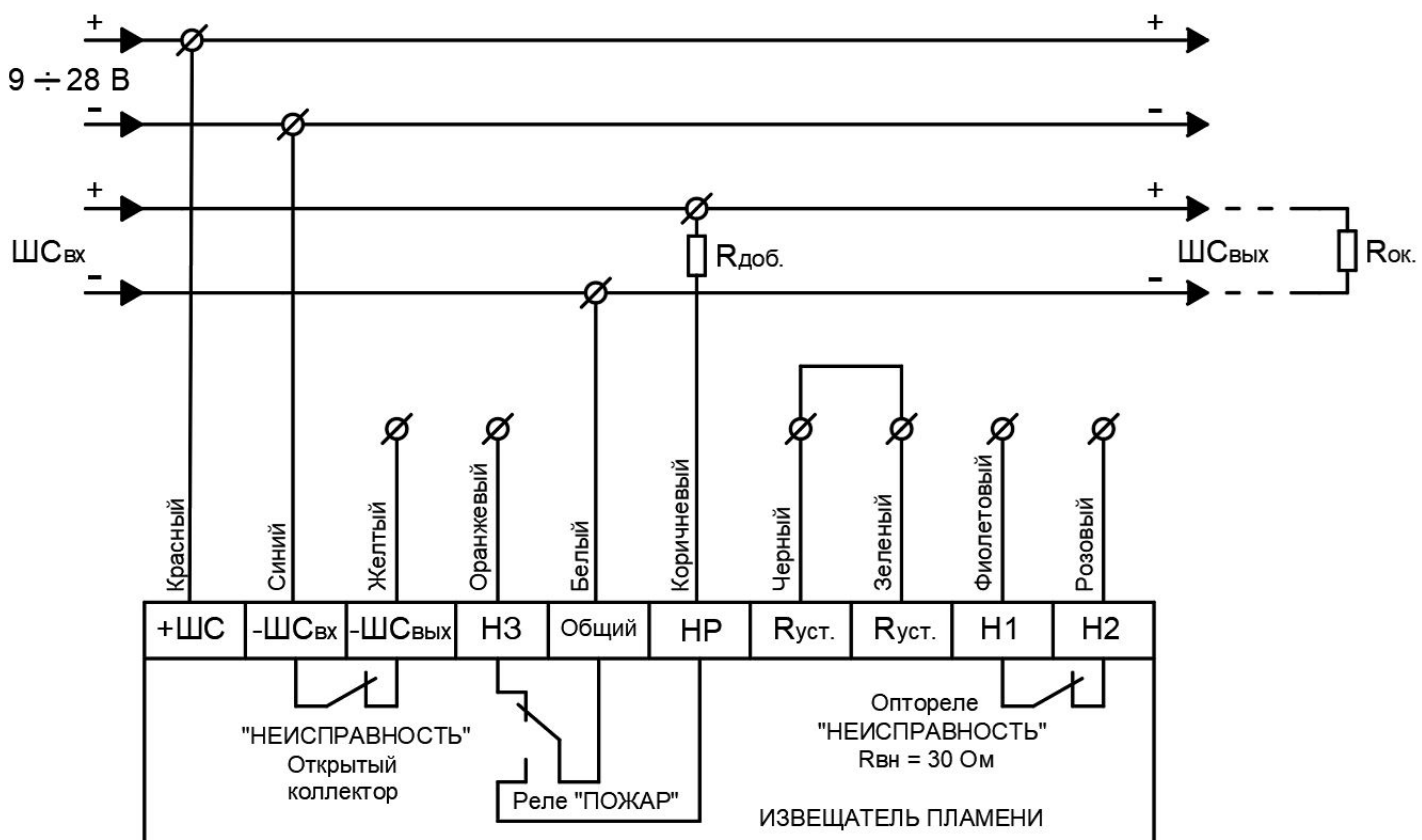 + +
9 ÷ 28 В
- -
+ +
ШСвх Rдоб. ШСвых Rок.
- -
Красный
Синий
Желтый
Оранжевый
Белый
Коричневый
Черный
Зеленый
Фиолетовый
Розовый
+ШС -ШСвх -ШСвых НЗ Общий НР Rуст. Rуст. Н1 Н2
"НЕИСПРАВНОСТЬ"
Открытый
коллектор
Реле "ПОЖАР"
Опτореле
"НЕИСПРАВНОСТЬ"
Rвн = 30 Ом
ИЗВЕЩАТЕЛЬ ПЛАМЕНИ